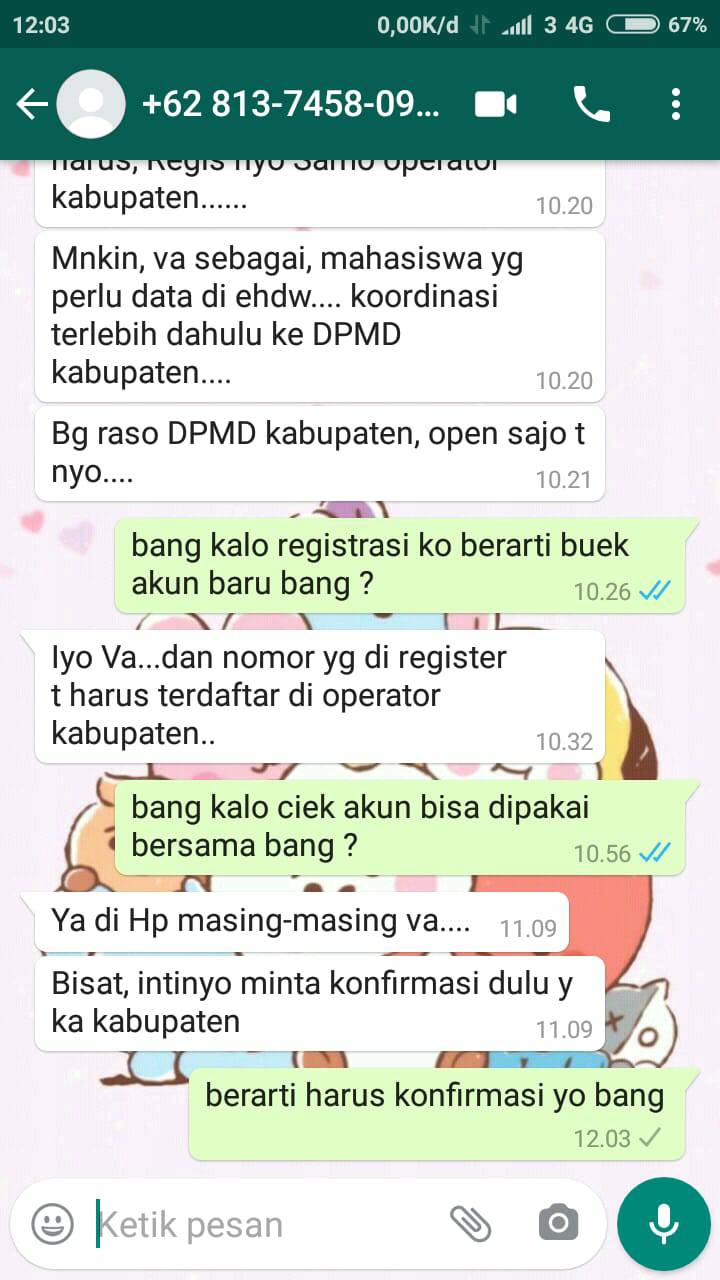 12:03 0,00K/d 3 4G 67%
+62 813-7458-09...
harus, Regis nyo Samo operator
kabupaten......
10.20
Mnkin, va sebagai, mahasiswa yg
perlu data di ehdw.... koordinasi
terlebih dahulu ke DPMD
kabupaten....
10.20
Bg raso DPMD kabupaten, open sajo t
nyo....
10.21
bang kalo registrasi ko berarti buek
akun baru bang ?
10.26
Iyo Va...dan nomor yg di register
t harus terdaftar di operator
kabupaten..
10.32
bang kalo ciek akun bisa dipakai
bersama bang ?
10.56
Ya di Hp masing-masing va....
11.09
Bisat, intinyo minta konfirmasi dulu y
ka kabupaten
11.09
berarti harus konfirmasi yo bang
12.03
Ketik pesan